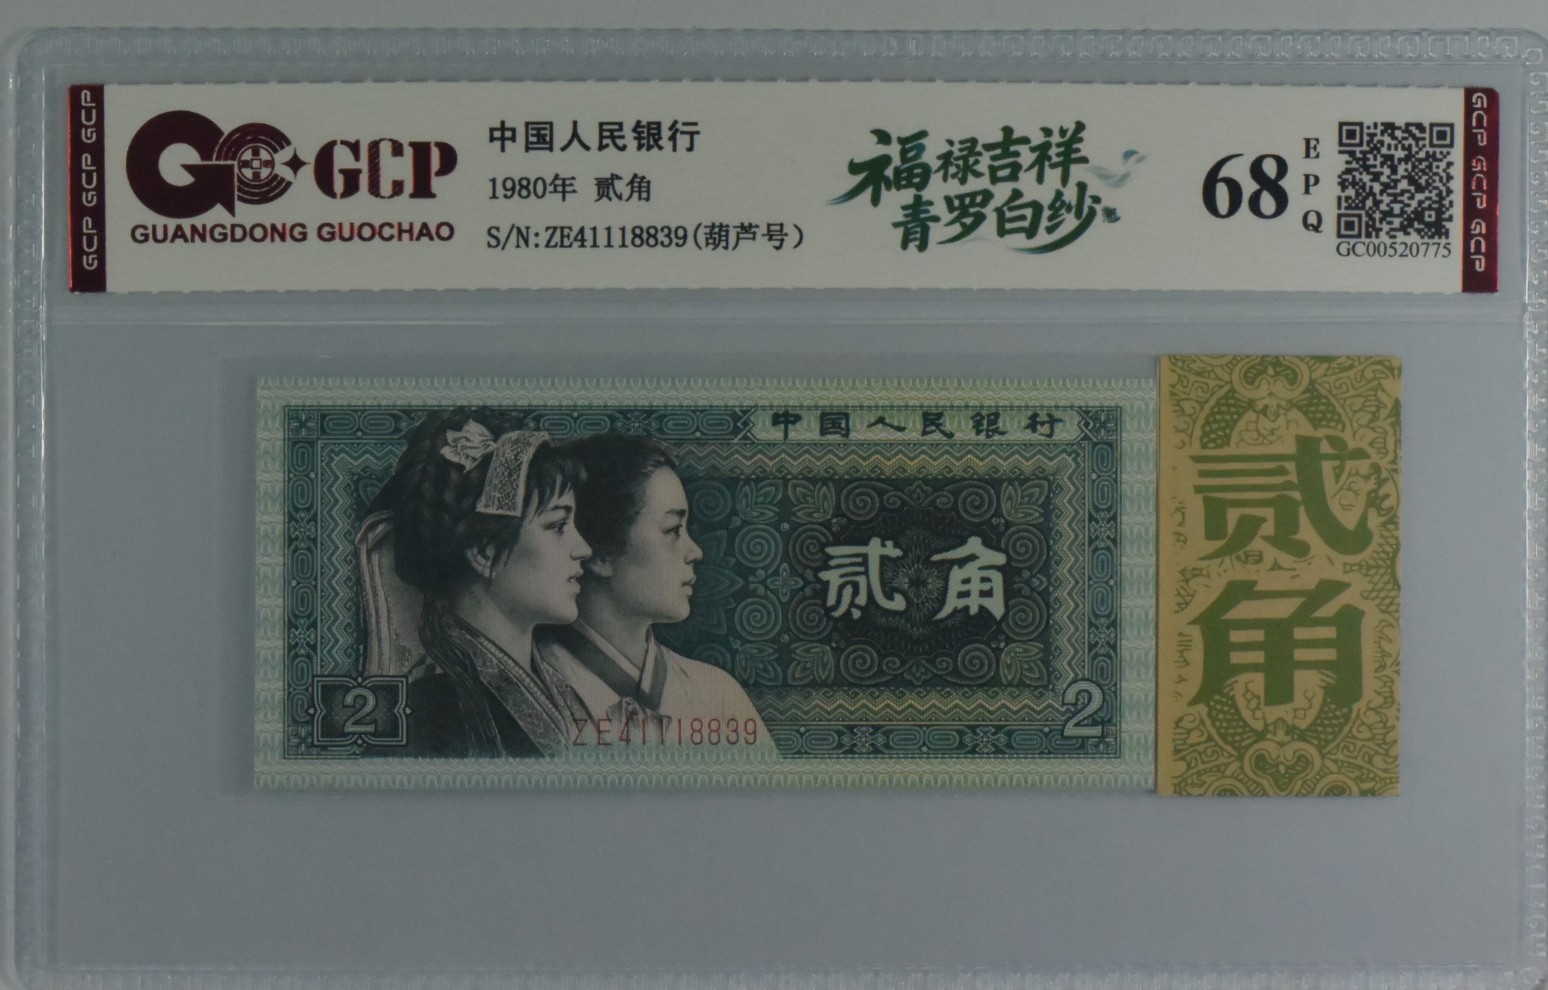 GCP GCP GCP
GCP
GUANGDONG GUOCHAO
中国人民银行
1980年 贰角
S/N:ZE41118839(葫芦号)
福禄吉祥
青罗白纱
68
EPQ
GC00520775
GCP GCP GCP
中国人民银行
贰角
2
ZE41118839
2
贰
角